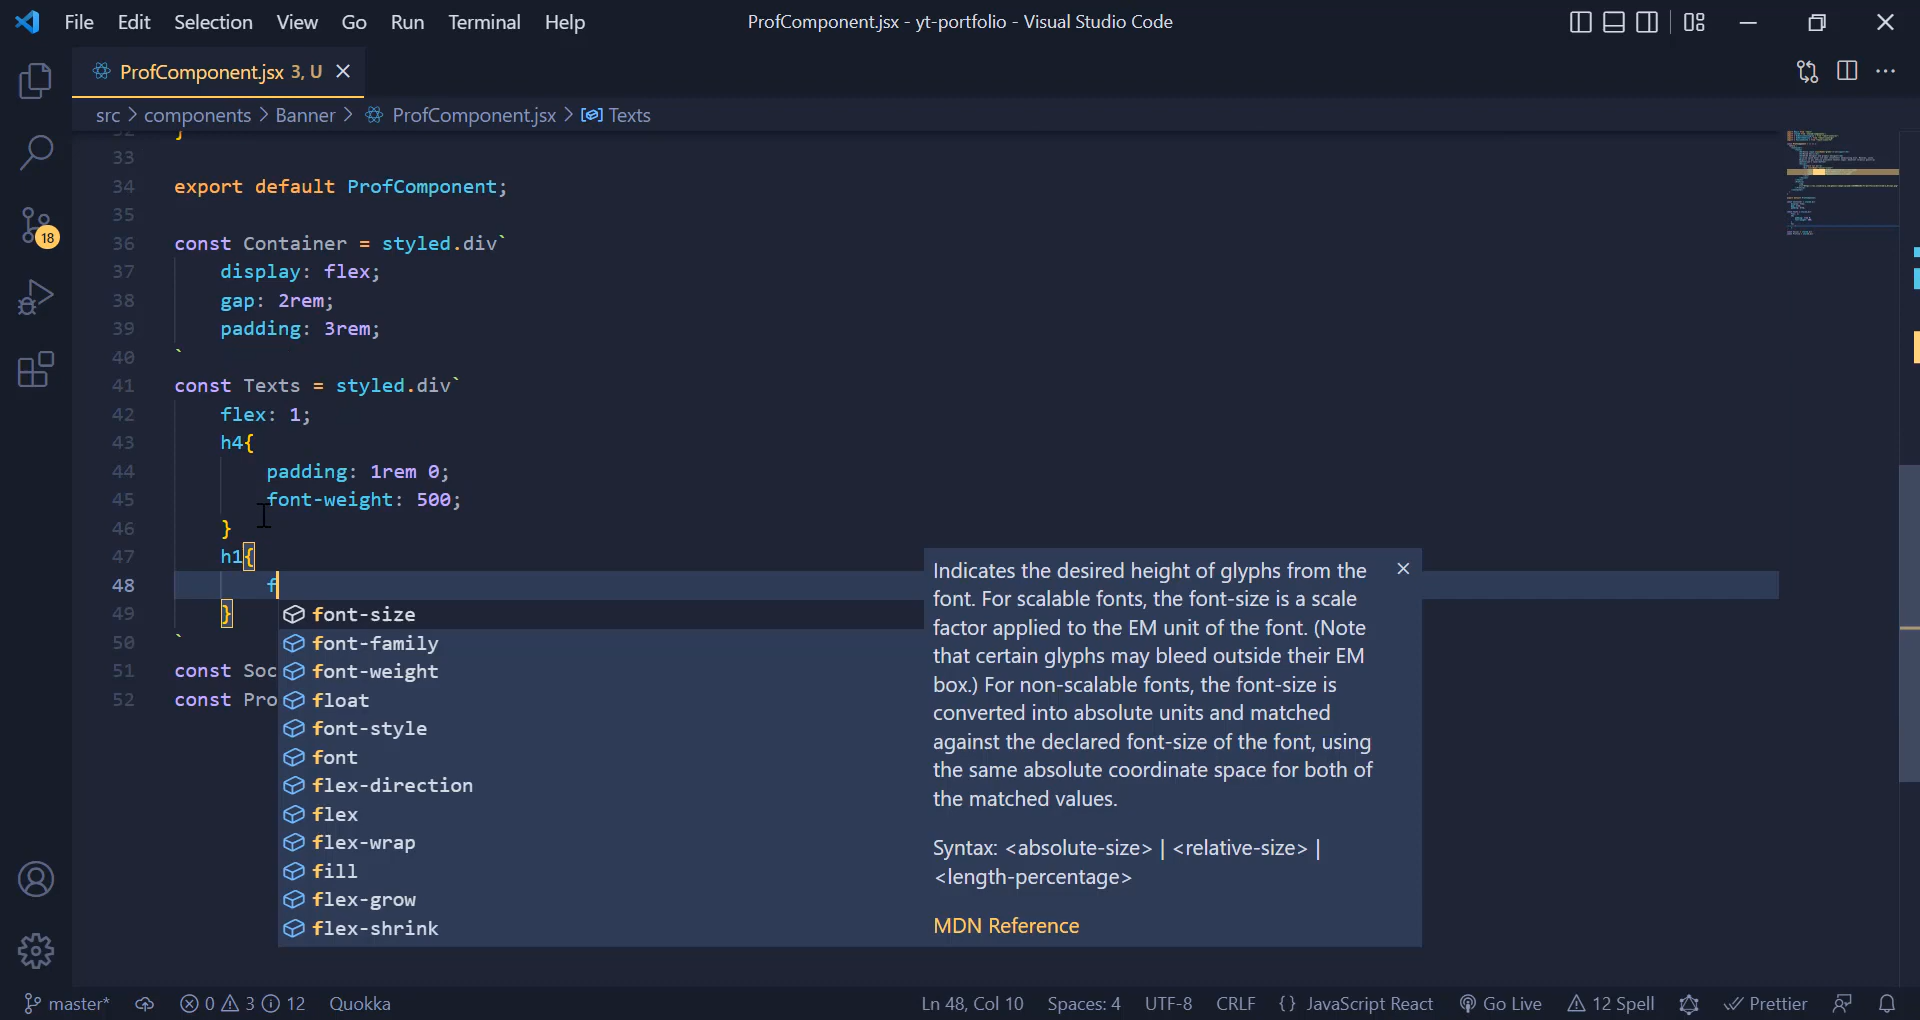 File Edit Selection View Go Run Terminal Help
ProfComponent.jsx - yt-portfolio - Visual Studio Code
ProfComponent.jsx 3, U
src > components > Banner > ProfComponent.jsx > Texts
33
34 export default ProfComponent;
35
36 const Container = styled.div`
37 display: flex;
38 gap: 2rem;
39 padding: 3rem;
40 `
41 const Texts = styled.div`
42 flex: 1;
43 h4{
44 padding: 1rem 0;
45 font-weight: 500;
46 }
47 h1{
48 f
49 }
50 `
51 const Soc
52 const Pro
font-size
font-family
font-weight
float
font-style
font
flex-direction
flex
flex-wrap
fill
flex-grow
flex-shrink
Indicates the desired height of glyphs from the
font. For scalable fonts, the font-size is a scale
factor applied to the EM unit of the font. (Note
that certain glyphs may bleed outside their EM
box.) For non-scalable fonts, the font-size is
converted into absolute units and matched
against the declared font-size of the font, using
the same absolute coordinate space for both of
the matched values.
Syntax: <absolute-size> | <relative-size> |
<length-percentage>
MDN Reference
18
master* 0 3 12 Quokka
Ln 48, Col 10 Spaces: 4 UTF-8 CRLF {} JavaScript React Go Live 12 Spell Prettier